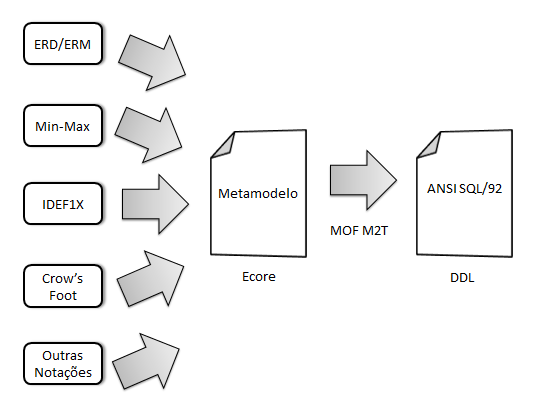 ERD/ERM
Min-Max
IDEF1X
Crow's
Foot
Outras
Notações
Metamodelo
Ecore
MOF M2T
ANSI SQL/92
DDL